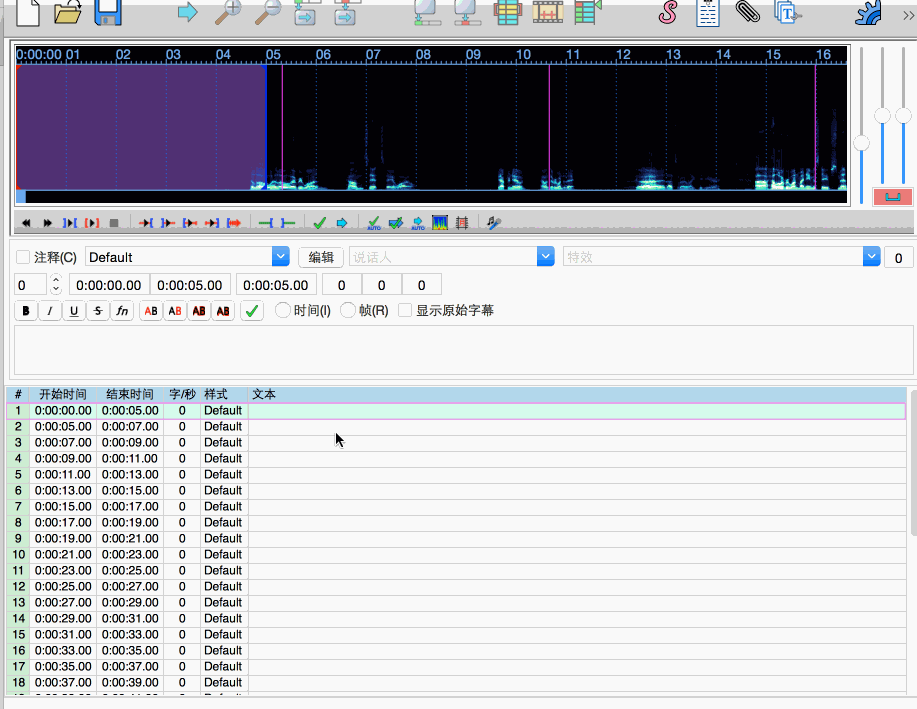 0:00:00 01 02 03 04 05 06 07 08 09 10 11 12 13 14 15 16
AUTO AUTO
注释(C) Default 编辑 说话人 特效 0
0 0:00:00.00 0:00:05.00 0:00:05.00 0 0 0
B I U S fn AB AB AB AB 时间(I) 帧(R) 显示原始字幕
# 开始时间 结束时间 字/秒 样式 文本
1 0:00:00.00 0:00:05.00 0 Default
2 0:00:05.00 0:00:07.00 0 Default
3 0:00:07.00 0:00:09.00 0 Default
4 0:00:09.00 0:00:11.00 0 Default
5 0:00:11.00 0:00:13.00 0 Default
6 0:00:13.00 0:00:15.00 0 Default
7 0:00:15.00 0:00:17.00 0 Default
8 0:00:17.00 0:00:19.00 0 Default
9 0:00:19.00 0:00:21.00 0 Default
10 0:00:21.00 0:00:23.00 0 Default
11 0:00:23.00 0:00:25.00 0 Default
12 0:00:25.00 0:00:27.00 0 Default
13 0:00:27.00 0:00:29.00 0 Default
14 0:00:29.00 0:00:31.00 0 Default
15 0:00:31.00 0:00:33.00 0 Default
16 0:00:33.00 0:00:35.00 0 Default
17 0:00:35.00 0:00:37.00 0 Default
18 0:00:37.00 0:00:39.00 0 Default